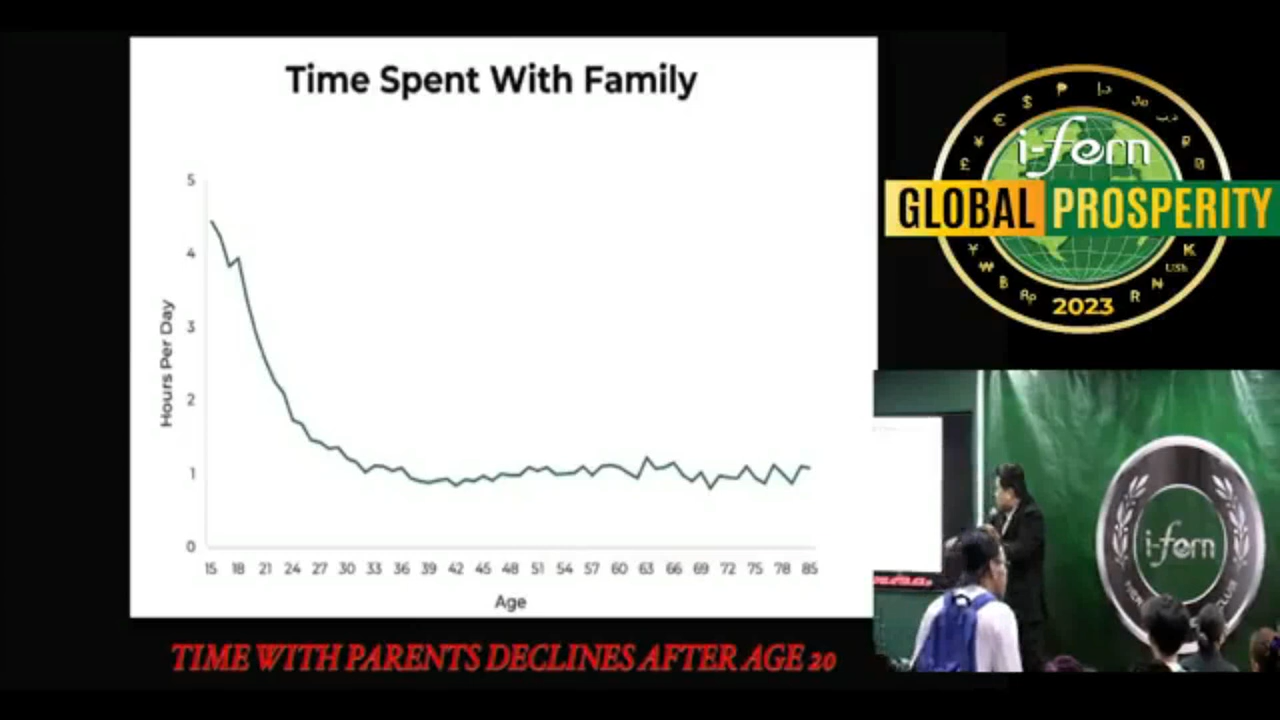 Time Spent With Family
5
4
3
2
1
0
Hours Per Day
15 18 21 24 27 30 33 36 39 42 45 48 51 54 57 60 63 66 69 72 75 78 85
Age
TIME WITH PARENTS DECLINES AFTER AGE 20
i-fern
GLOBAL PROSPERITY
2023
i-fern